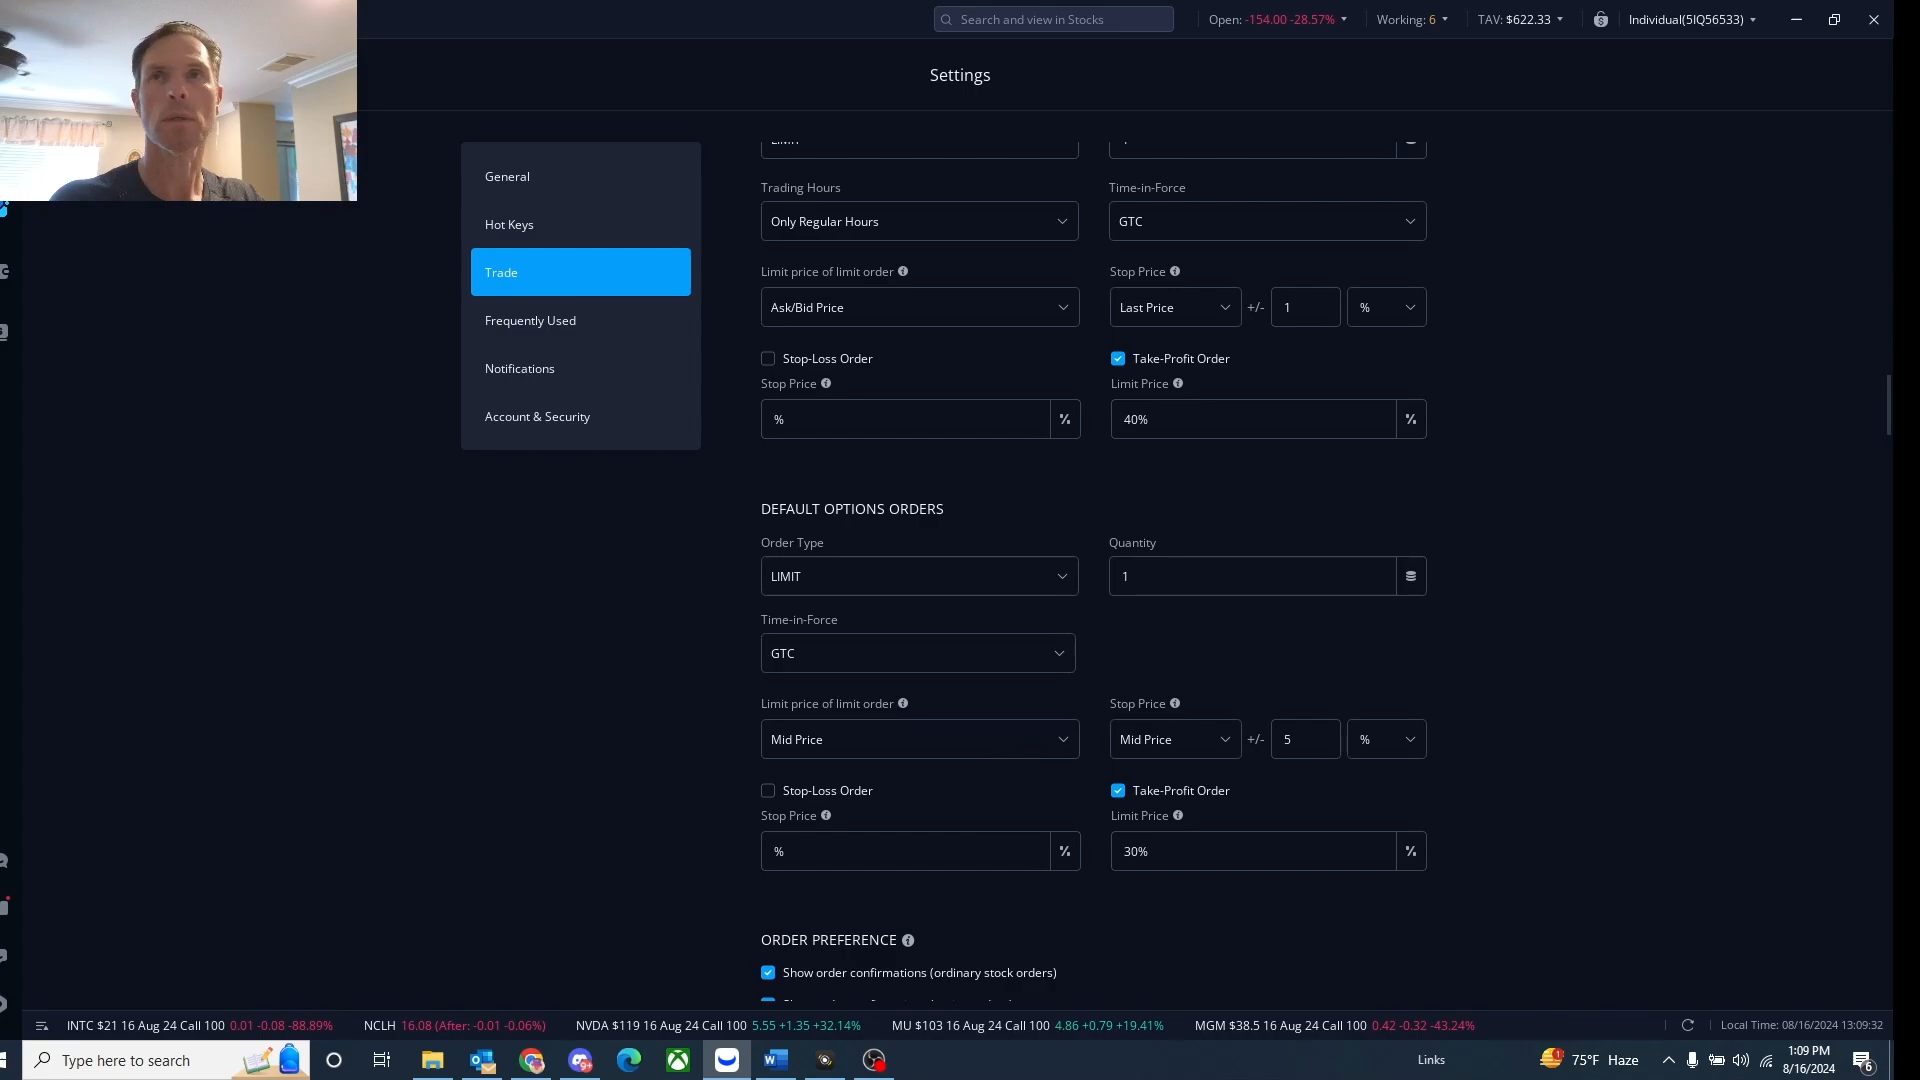 Search and view in Stocks
Open: -154.00 -28.57%
Working: 6
TAV: $622.33
Individual(5IQ56533)
Settings
General
Hot Keys
Trade
Frequently Used
Notifications
Account & Security
LIMIT
Trading Hours
Time-in-Force
Only Regular Hours
GTC
Limit price of limit order
Stop Price
Ask/Bid Price
Last Price
+/-
1
%
Stop-Loss Order
Take-Profit Order
Stop Price
Limit Price
%
%
40%
%
DEFAULT OPTIONS ORDERS
Order Type
Quantity
LIMIT
1
Time-in-Force
GTC
Limit price of limit order
Stop Price
Mid Price
Mid Price
+/-
5
%
Stop-Loss Order
Take-Profit Order
Stop Price
Limit Price
%
%
30%
%
ORDER PREFERENCE
Show order confirmations (ordinary stock orders)
INTC $21 16 Aug 24 Call 100 0.01 -0.08 -88.89%
NCLH 16.08 (After: -0.01 -0.06%)
NVDA $119 16 Aug 24 Call 100 5.55 +1.35 +32.14%
MU $103 16 Aug 24 Call 100 4.86 +0.79 +19.41%
MGM $38.5 16 Aug 24 Call 100 0.42 -0.32 -43.24%
Local Time: 08/16/2024 13:09:32
Type here to search
9+
Links
1
75°F Haze
1:09 PM
8/16/2024
6